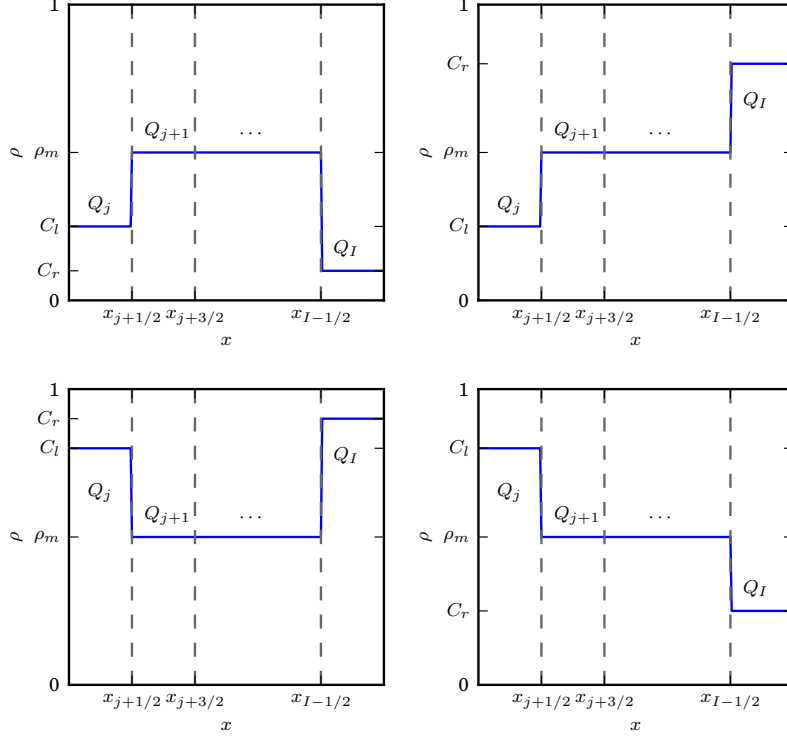 1
ρ
ρ_m
C_l
C_r
0
Q_j
Q_{j+1}
...
Q_I
x_{j+1/2} x_{j+3/2} x_{I−1/2}
x
C_r
ρ
ρ_m
C_l
0
Q_j
Q_{j+1}
...
Q_I
x_{j+1/2} x_{j+3/2} x_{I−1/2}
x
1
C_r
C_l
ρ
ρ_m
0
Q_j
Q_{j+1}
...
Q_I
x_{j+1/2} x_{j+3/2} x_{I−1/2}
x
1
C_l
ρ
ρ_m
C_r
0
Q_j
Q_{j+1}
...
Q_I
x_{j+1/2} x_{j+3/2} x_{I−1/2}
x